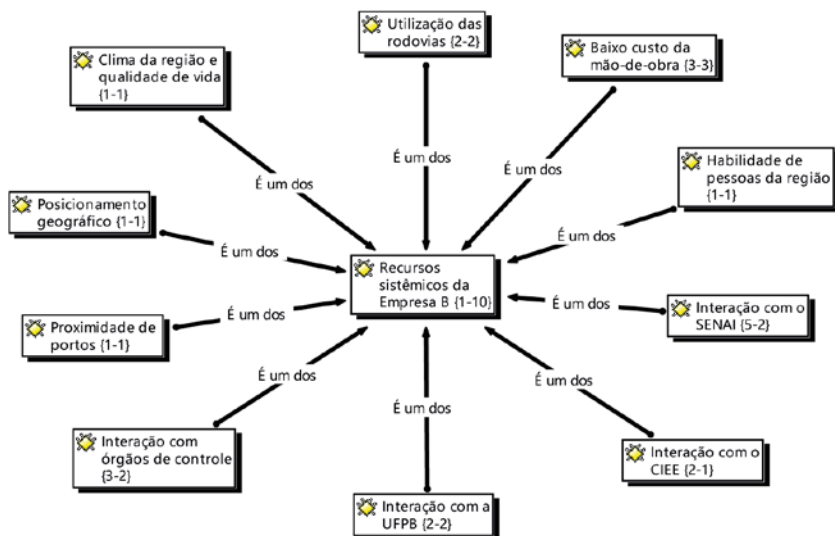 Utilização das
rodovias {2-2}
Clima da região e
qualidade de vida
{1-1}
Baixo custo da
mão-de-obra {3-3}
É um dos
É um dos
É um dos
Habilidade de
pessoas da região
{1-1}
Posicionamento
geográfico {1-1}
É um dos
É um dos
Recursos
sistêmicos da
Empresa B {1-10}
Proximidade de
portos {1-1}
É um dos
É um dos
Interação com o
SENAI {5-2}
É um dos
É um dos
É um dos
Interação com
órgãos de controle
{3-2}
Interação com o
CIEE {2-1}
Interação com a
UFPB {2-2}